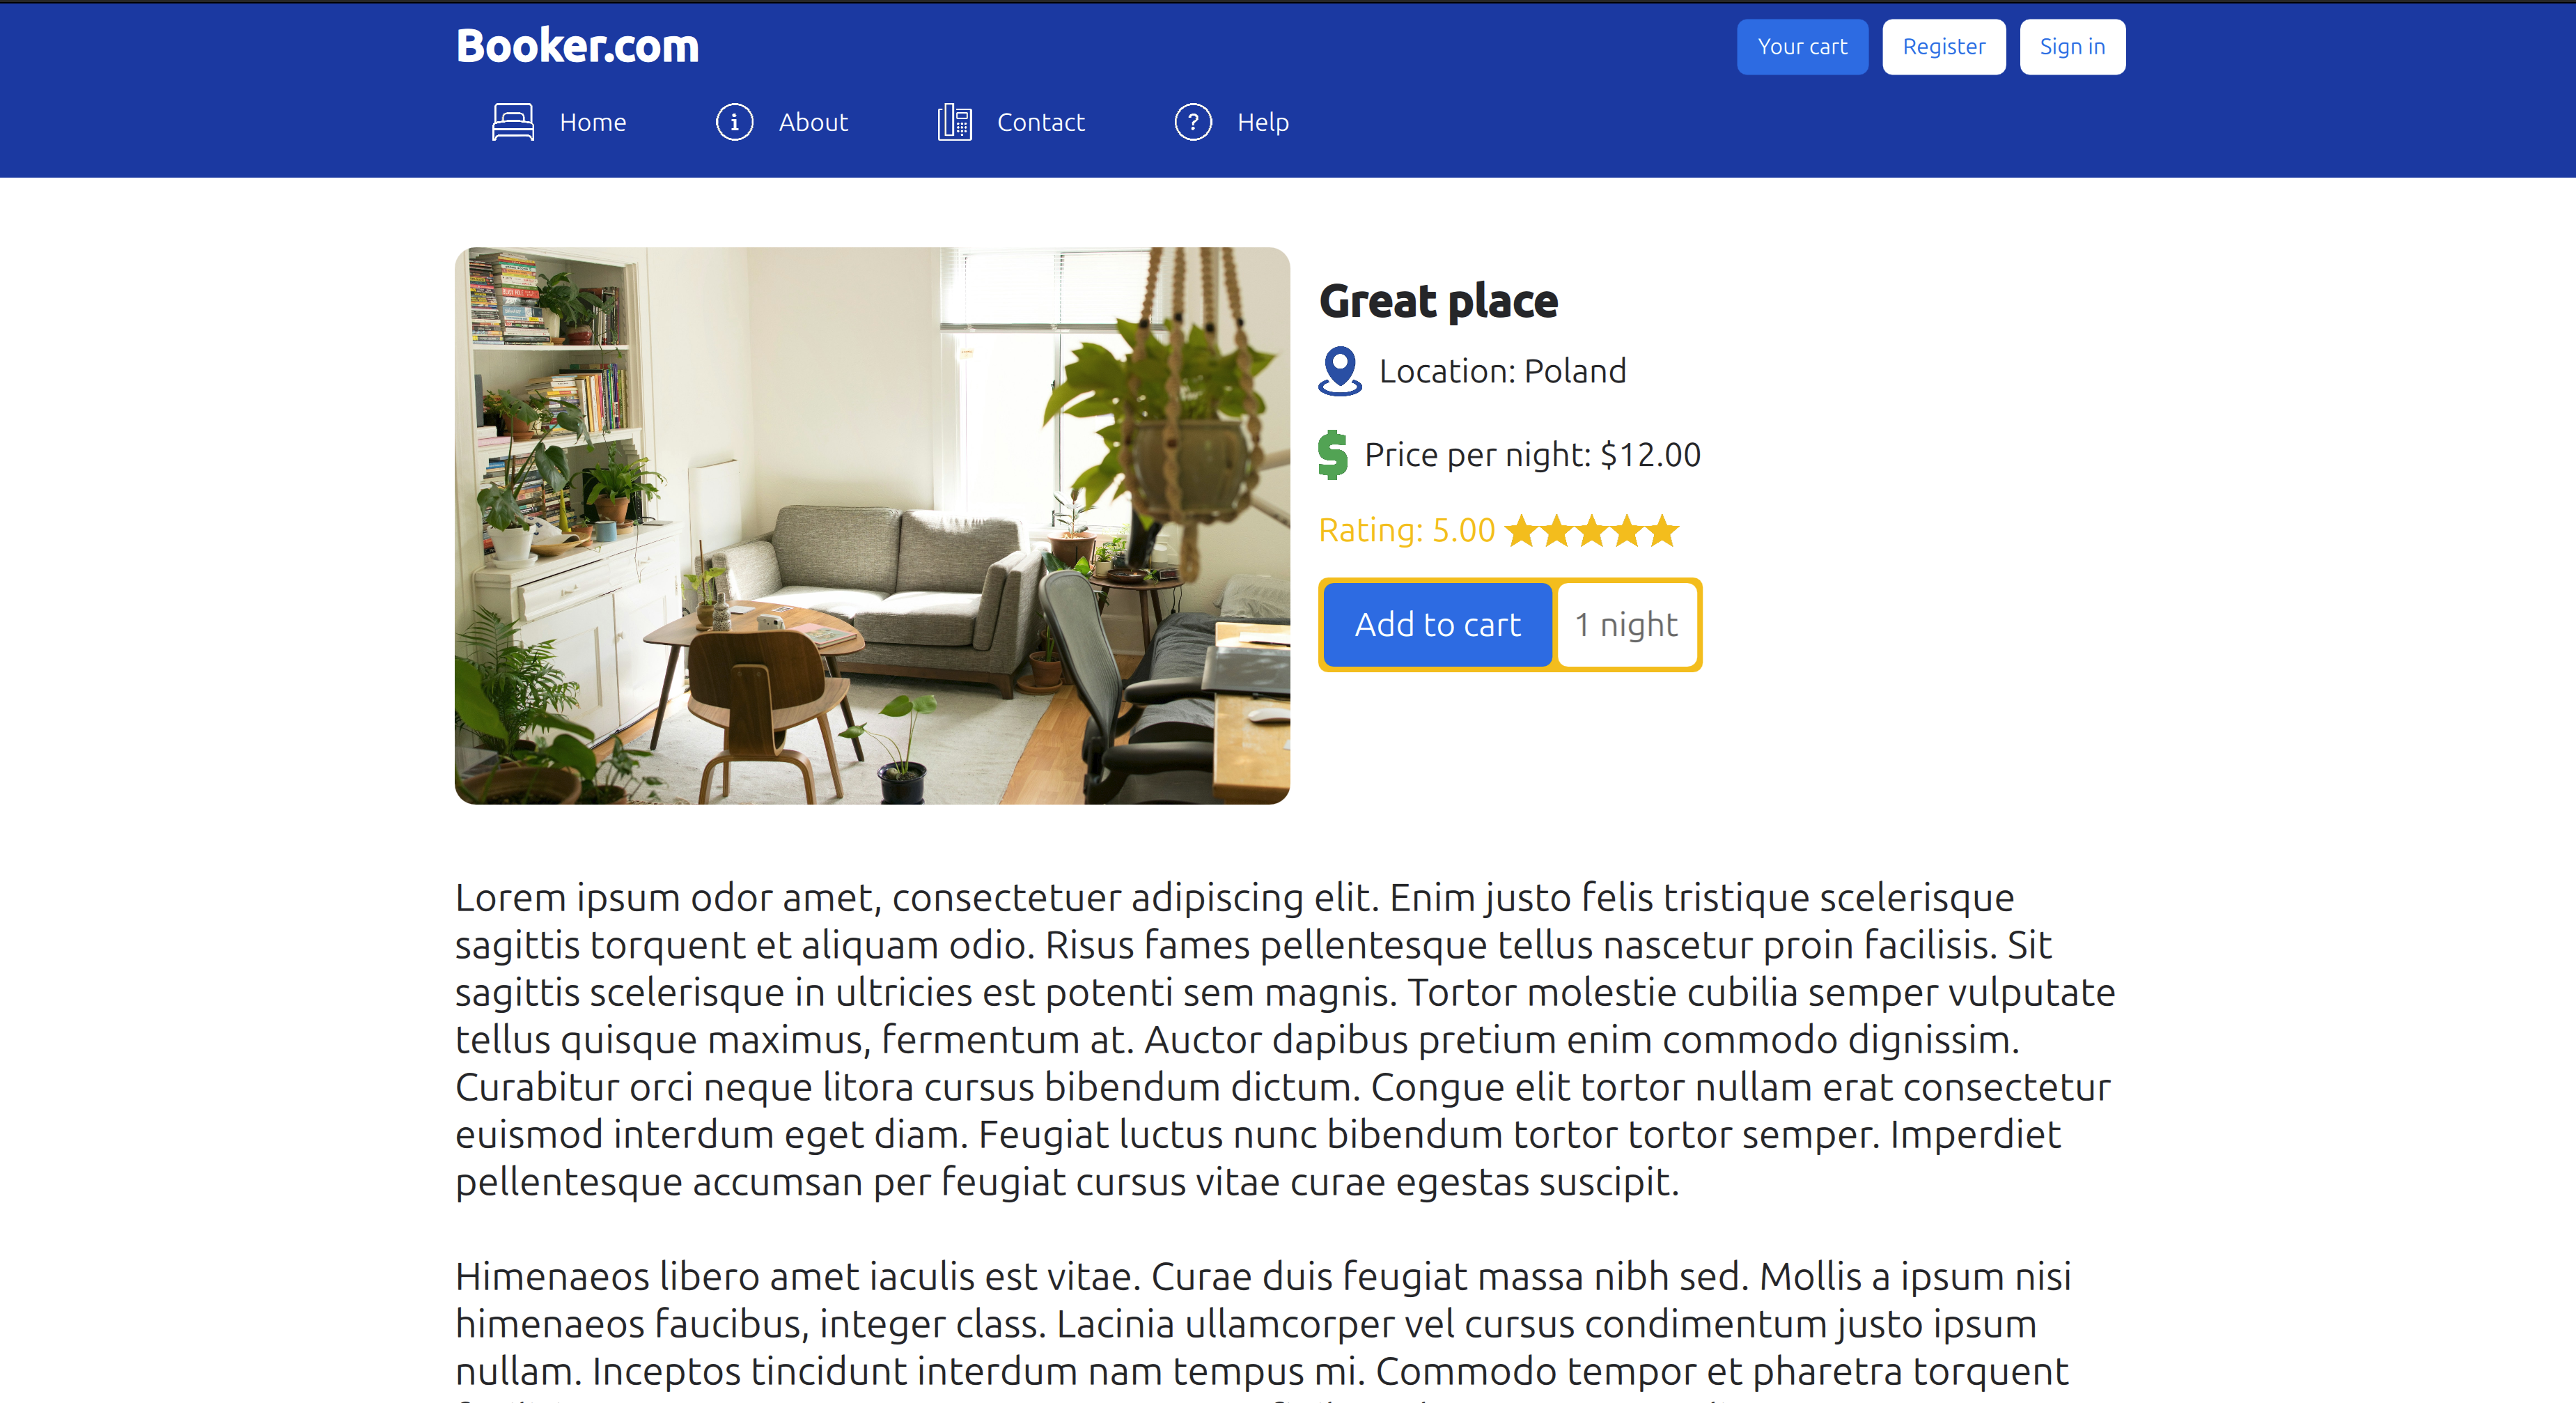 Booker.com
Your cart
Register
Sign in
Home
About
Contact
Help
Great place
Location: Poland
Price per night: $12.00
Rating: 5.00
Add to cart
1 night
Lorem ipsum odor amet, consectetuer adipiscing elit. Enim justo felis tristique scelerisque
sagittis torquent et aliquam odio. Risus fames pellentesque tellus nascetur proin facilisis. Sit
sagittis scelerisque in ultricies est potenti sem magnis. Tortor molestie cubilia semper vulputate
tellus quisque maximus, fermentum at. Auctor dapibus pretium enim commodo dignissim.
Curabitur orci neque litora cursus bibendum dictum. Congue elit tortor nullam erat consectetur
euismod interdum eget diam. Feugiat luctus nunc bibendum tortor tortor semper. Imperdiet
pellentesque accumsan per feugiat cursus vitae curae egestas suscipit.
Himenaeos libero amet iaculis est vitae. Curae duis feugiat massa nibh sed. Mollis a ipsum nisi
himenaeos faucibus, integer class. Lacinia ullamcorper vel cursus condimentum justo ipsum
nullam. Inceptos tincidunt interdum nam tempus mi. Commodo tempor et pharetra torquent